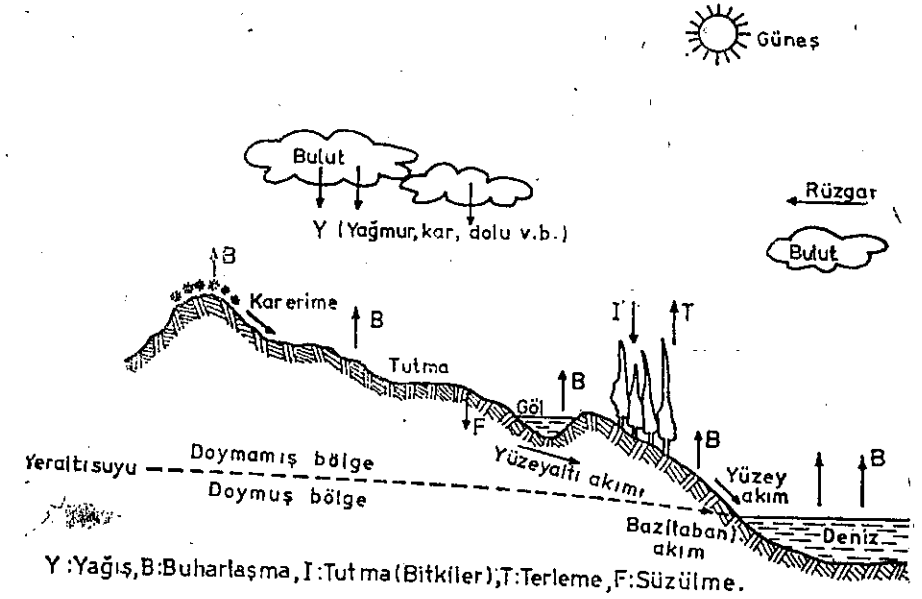 Güneş
Bulut
Rüzgar
Y (Yağmur, kar, dolu v.b.)
Bulut
B
Kar erime
B
I
T
Tutma
B
Göl
F
B
Yüzeyaltı akımı
Yüzey
akım
B
Yeraltısuyu
Doymamış bölge
Doymuş bölge
Baz(taban)
akım
Deniz
Y:Yağış, B:Buharlaşma, I:Tutma(Bitkiler), T:Terleme, F:Süzülme.